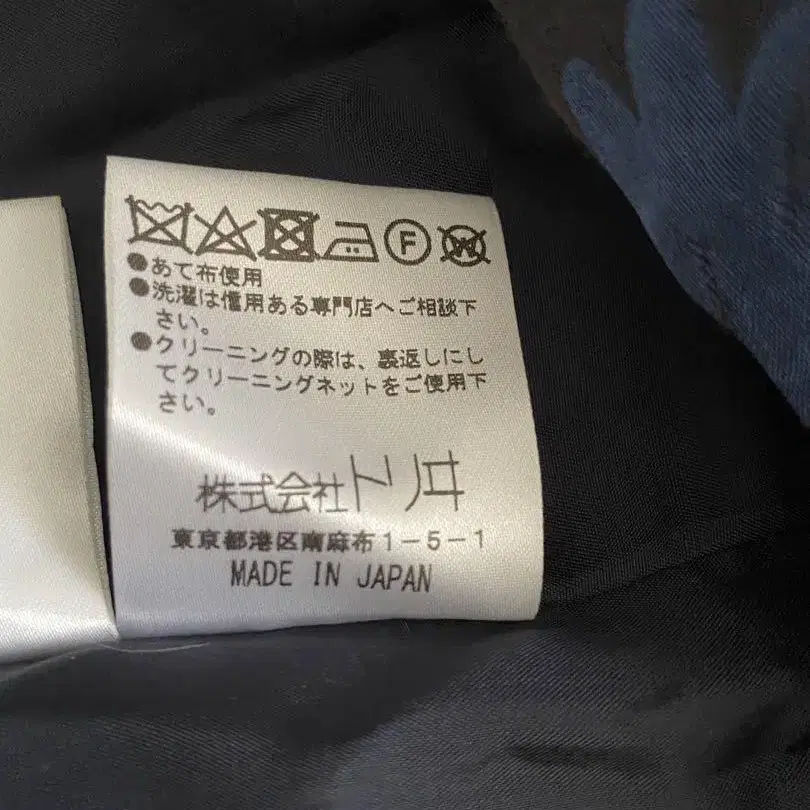 F W
●あて布使用
●洗濯は信用ある専門店へご相談下
さい。
●クリーニングの際は、裏返しにし
てクリーニングネットをご使用下
さい。
株式会社トリヰ
東京都港区南麻布1-5-1
MADE IN JAPAN